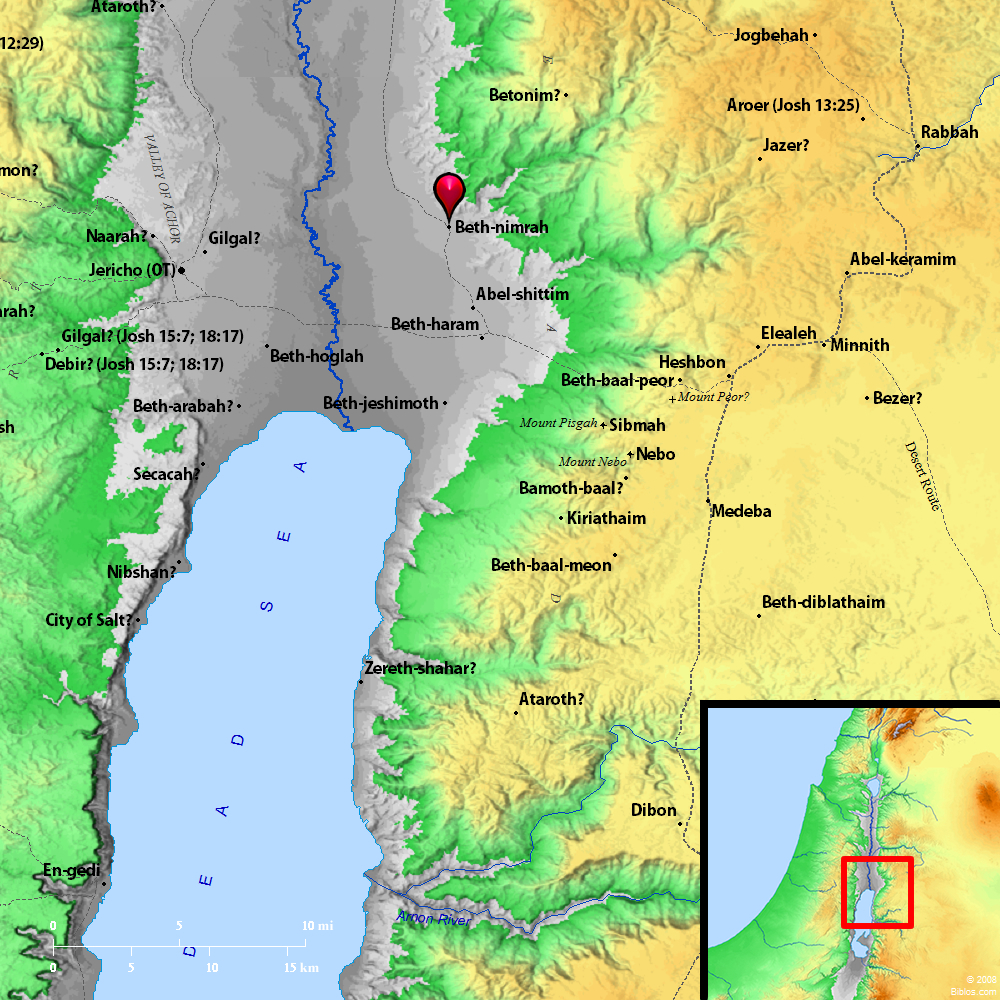 Ataroth?
12:29)
Jogbehah
E
Betonim?
Aroer (Josh 13:25)
Rabbah
Jazer?
VALLEY OF ACHOR
mon?
Beth-nimrah
Naarah?
Gilgal?
Jericho (OT)
Abel-keramim
Abel-shittim
arah?
Beth-haram
A
Gilgal? (Josh 15:7; 18:17)
Elealeh
Minnith
Beth-hoglah
Debir? (Josh 15:7; 18:17)
R
Heshbon
Beth-baal-peor
Mount Peor?
Beth-arabah?
Beth-jeshimoth
Bezer?
Mount Pisgah
Sibmah
sh
Nebo
Mount Nebo
Secacah?
Desert Route
Bamoth-baal?
Kiriathaim
Medeba
Beth-baal-meon
Nibshan?
D
Beth-diblathaim
City of Salt?
Zereth-shahar?
Ataroth?
DEAD SEA
Dibon
En-gedi
Arnon River
0 5 10 mi
0 5 10 15 km
© 2008
Biblos.com